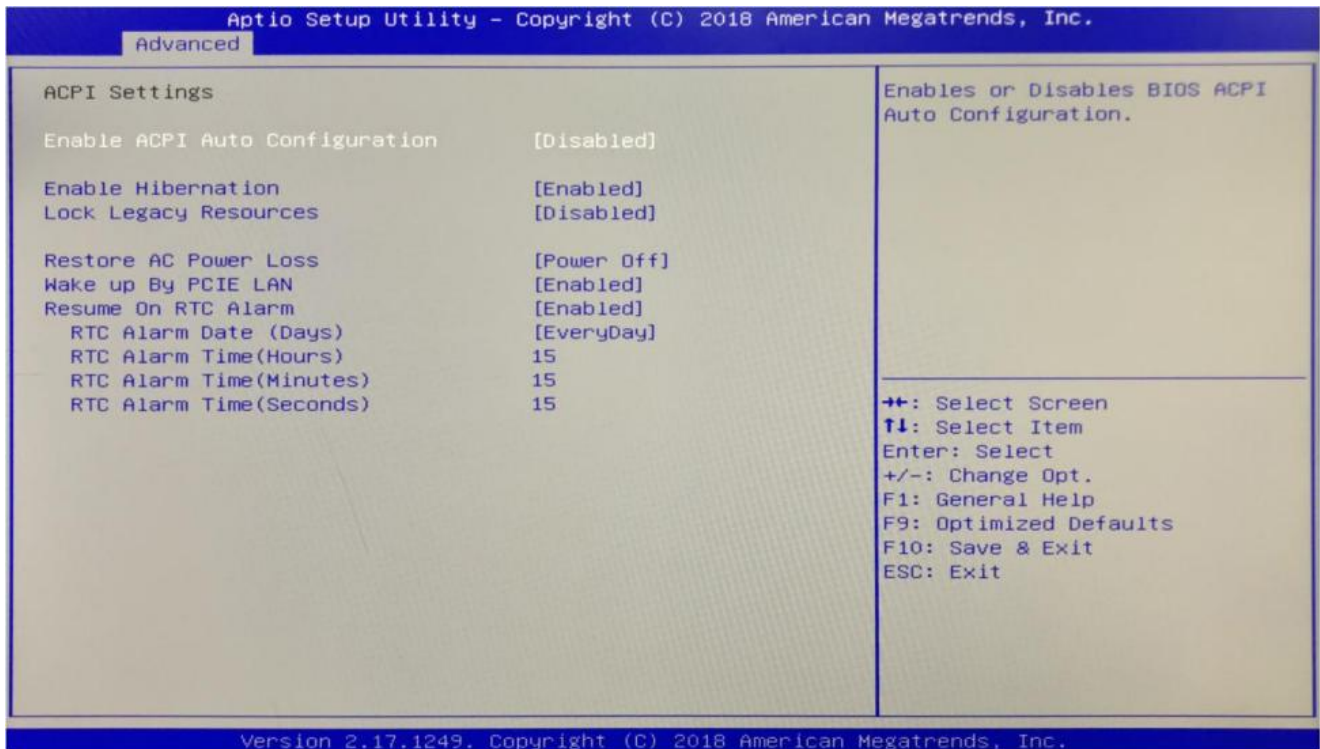 Aptio Setup Utility – Copyright (C) 2018 American Megatrends, Inc.
Advanced
ACPI Settings
Enable ACPI Auto Configuration [Disabled]
Enable Hibernation [Enabled]
Lock Legacy Resources [Disabled]
Restore AC Power Loss [Power Off]
Wake up By PCIE LAN [Enabled]
Resume On RTC Alarm [Enabled]
RTC Alarm Date (Days) [EveryDay]
RTC Alarm Time(Hours) 15
RTC Alarm Time(Minutes) 15
RTC Alarm Time(Seconds) 15
Enables or Disables BIOS ACPI
Auto Configuration.
→←: Select Screen
↑↓: Select Item
Enter: Select
+/-: Change Opt.
F1: General Help
F9: Optimized Defaults
F10: Save & Exit
ESC: Exit
Version 2.17.1249. Copyright (C) 2018 American Megatrends, Inc.